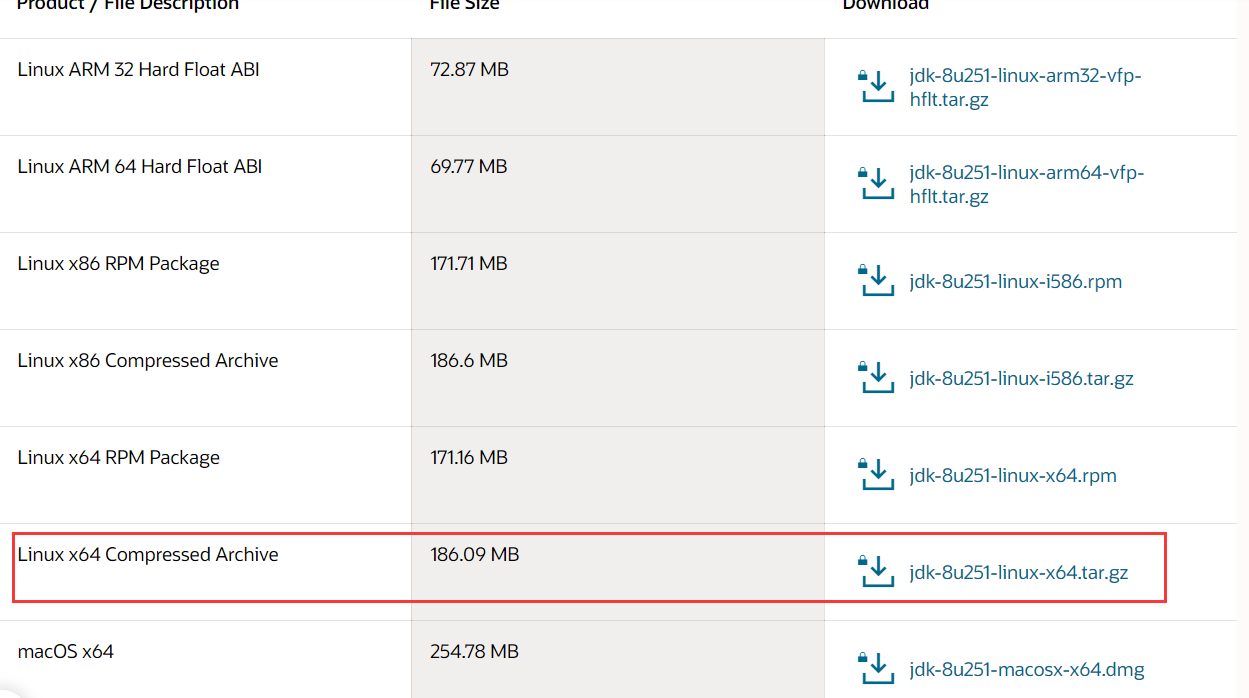 Product / File Description File Size Download
Linux ARM 32 Hard Float ABI 72.87 MB jdk-8u251-linux-arm32-vfp-
hflt.tar.gz
Linux ARM 64 Hard Float ABI 69.77 MB jdk-8u251-linux-arm64-vfp-
hflt.tar.gz
Linux x86 RPM Package 171.71 MB jdk-8u251-linux-i586.rpm
Linux x86 Compressed Archive 186.6 MB jdk-8u251-linux-i586.tar.gz
Linux x64 RPM Package 171.16 MB jdk-8u251-linux-x64.rpm
Linux x64 Compressed Archive 186.09 MB jdk-8u251-linux-x64.tar.gz
macOS x64 254.78 MB jdk-8u251-macosx-x64.dmg